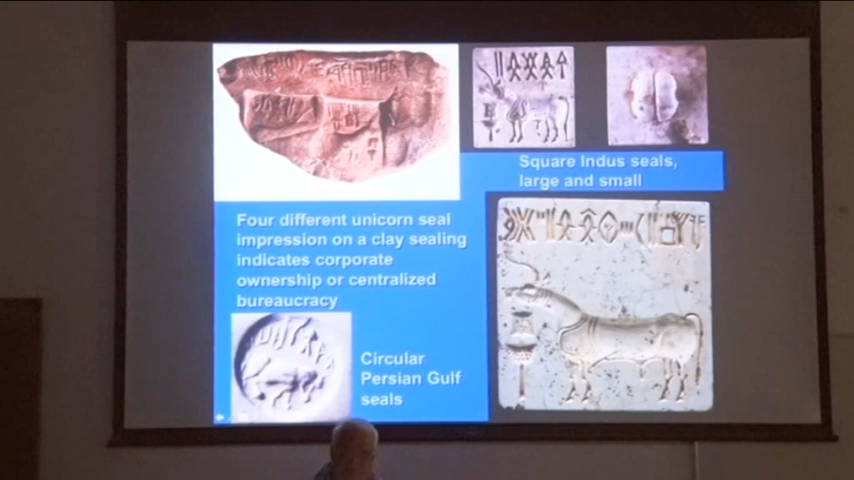 Square Indus seals,
large and small
Four different unicorn seal
impression on a clay sealing
indicates corporate
ownership or centralized
bureaucracy
Circular
Persian Gulf
seals